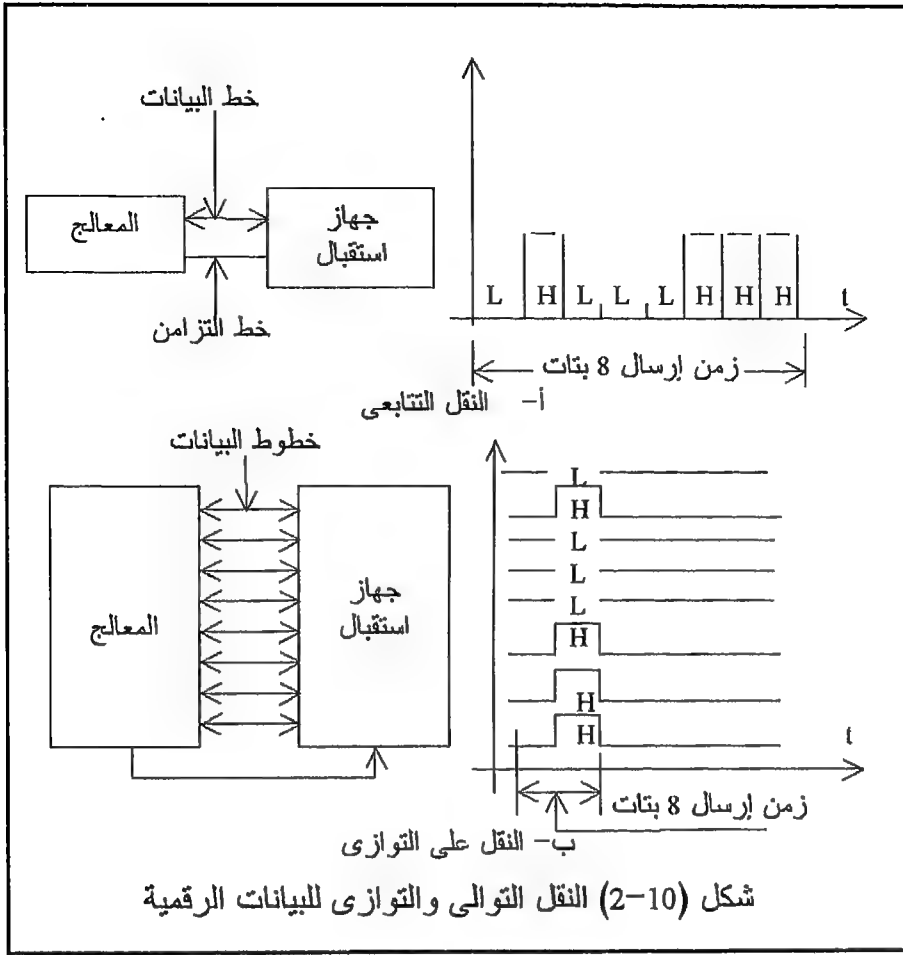 خط البيانات
المعالج
جهاز
استقبال
خط التزامن
L H L L L H H H t
زمن إرسال 8 بتات
أ- النقل التتابعى
خطوط البيانات
المعالج
جهاز
استقبال
L
H
L
L
L
H
H
H
t
زمن إرسال 8 بتات
ب- النقل على التوازى
شكل (10-2) النقل التوالى والتوازى للبيانات الرقمية